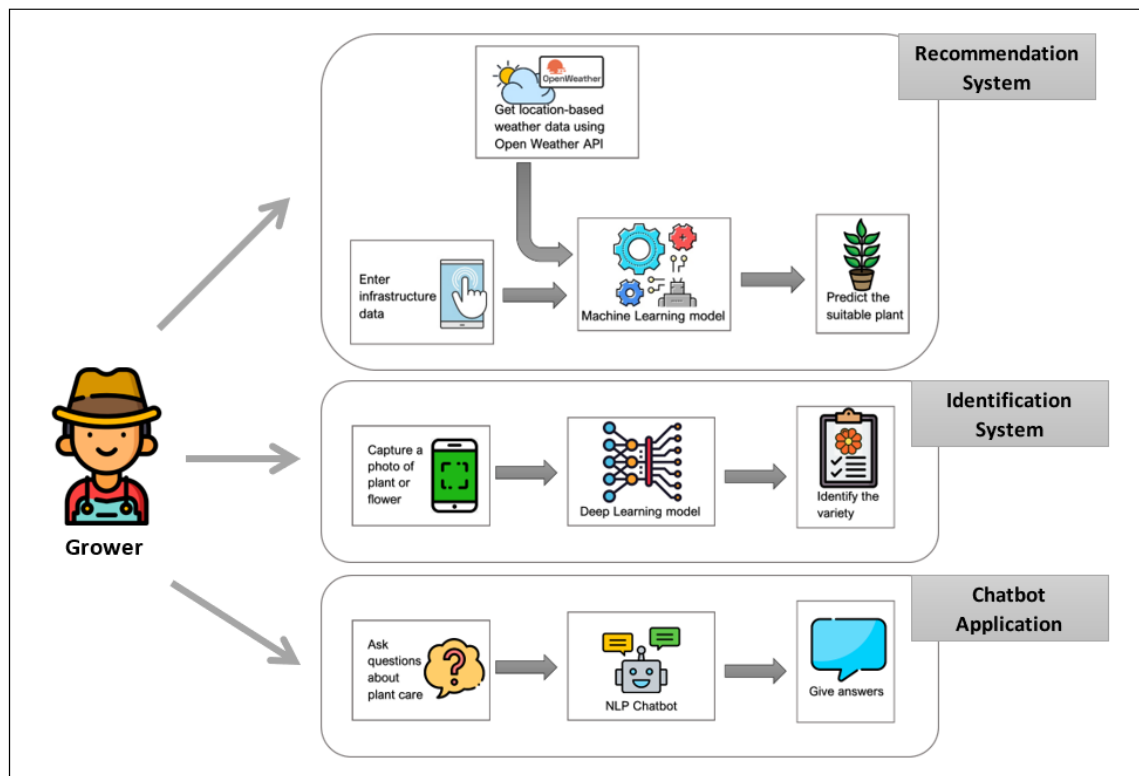 Recommendation
System
OpenWeather
Get location-based
weather data using
Open Weather API
Enter
infrastructure
data
Machine Learning model
Predict the
suitable plant
Grower
Identification
System
Capture a
photo of
plant or
flower
Deep Learning model
Identify the
variety
Chatbot
Application
Ask
questions
about
plant care
NLP Chatbot
Give answers